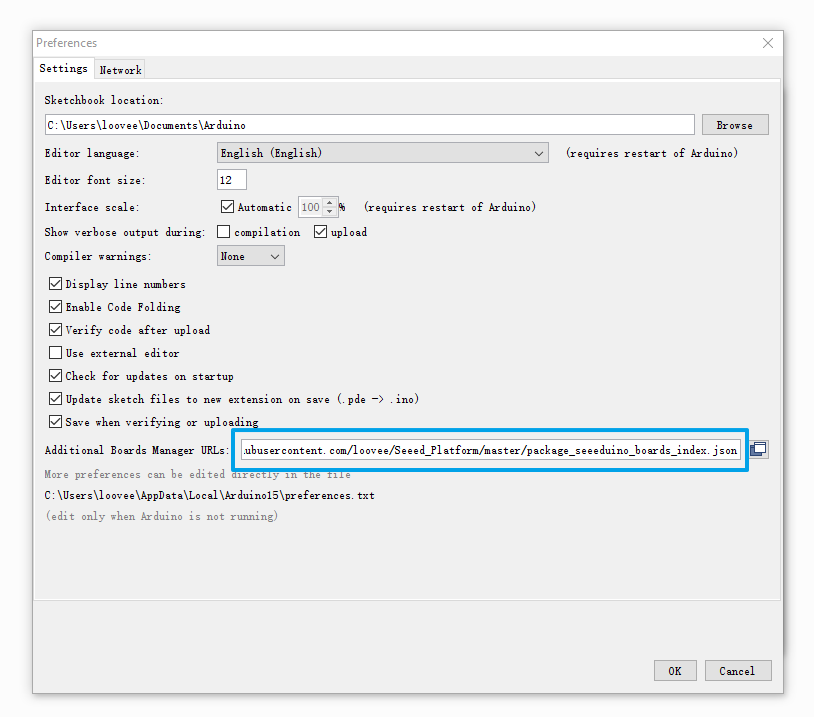 Preferences
Settings Network
Sketchbook location:
C:\Users\loovee\Documents\Arduino Browse
Editor language: English (English) (requires restart of Arduino)
Editor font size: 12
Interface scale: Automatic 100 % (requires restart of Arduino)
Show verbose output during: compilation upload
Compiler warnings: None
Display line numbers
Enable Code Folding
Verify code after upload
Use external editor
Check for updates on startup
Update sketch files to new extension on save (.pde -> .ino)
Save when verifying or uploading
Additional Boards Manager URLs: ubusercontent.com/loovee/Seeed_Platform/master/package_seeeduino_boards_index.json
More preferences can be edited directly in the file
C:\Users\loovee\AppData\Local\Arduino15\preferences.txt
(edit only when Arduino is not running)
OK Cancel